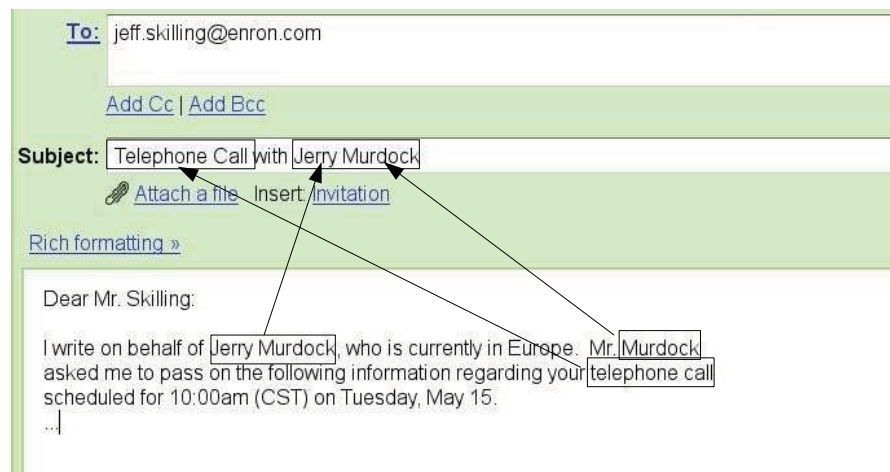 To: jeff.skilling@enron.com
Add Cc | Add Bcc
Subject: Telephone Call with Jerry Murdock
Attach a file Insert: Invitation
Rich formatting »
Dear Mr. Skilling:
I write on behalf of Jerry Murdock, who is currently in Europe. Mr. Murdock
asked me to pass on the following information regarding your telephone call
scheduled for 10:00am (CST) on Tuesday, May 15.
...